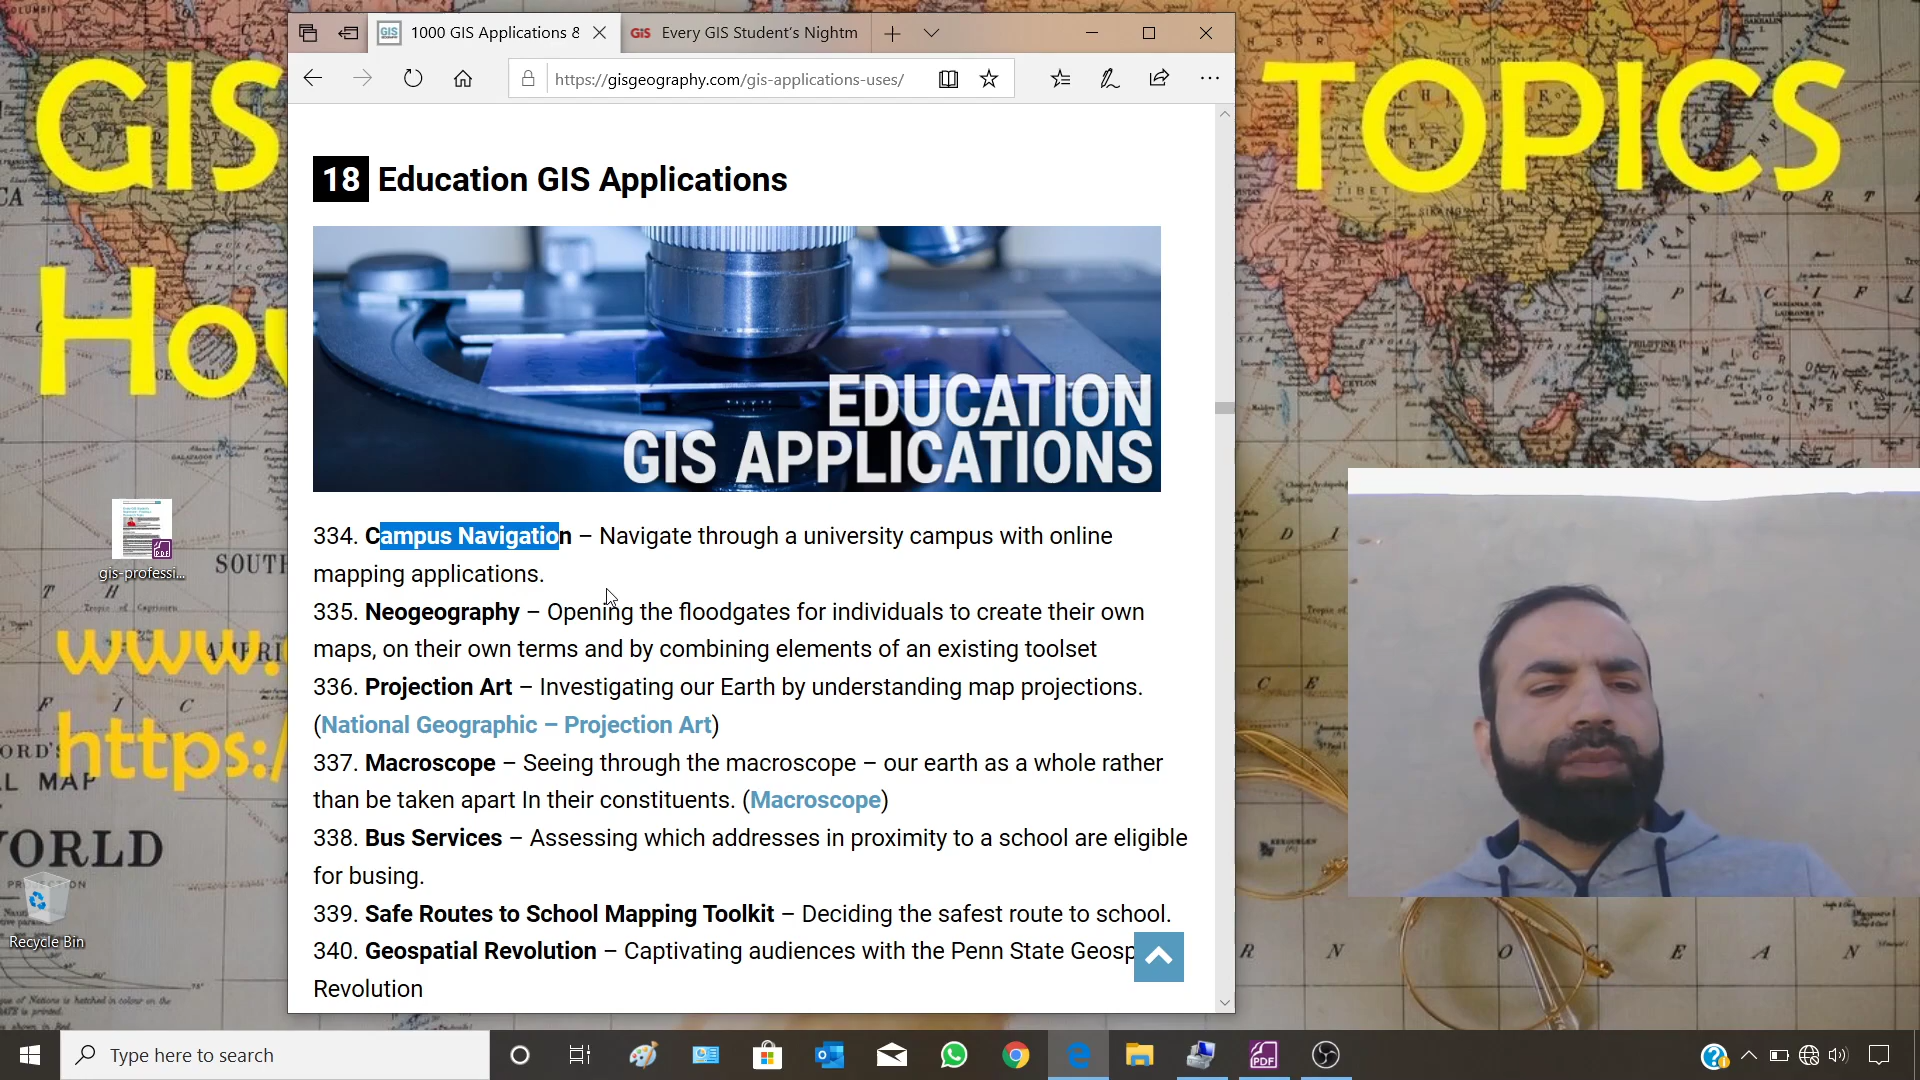 GIS
TOPICS
How
www.
https:/
1000 GIS Applications &
GIS Every GIS Student's Nightm
https://gisgeography.com/gis-applications-uses/
18 Education GIS Applications
EDUCATION
GIS APPLICATIONS
334. Campus Navigation – Navigate through a university campus with online
mapping applications.
335. Neogeography – Opening the floodgates for individuals to create their own
maps, on their own terms and by combining elements of an existing toolset
336. Projection Art – Investigating our Earth by understanding map projections.
(National Geographic – Projection Art)
337. Macroscope – Seeing through the macroscope – our earth as a whole rather
than be taken apart In their constituents. (Macroscope)
338. Bus Services – Assessing which addresses in proximity to a school are eligible
for busing.
339. Safe Routes to School Mapping Toolkit – Deciding the safest route to school.
340. Geospatial Revolution – Captivating audiences with the Penn State Geosp
Revolution
gis-professi...
PDF
Recycle Bin
SOUTH
WORLD
Type here to search
PDF